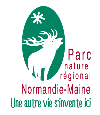 Parc
naturel
régional
Normandie-Maine
Une autre vie s'invente ici